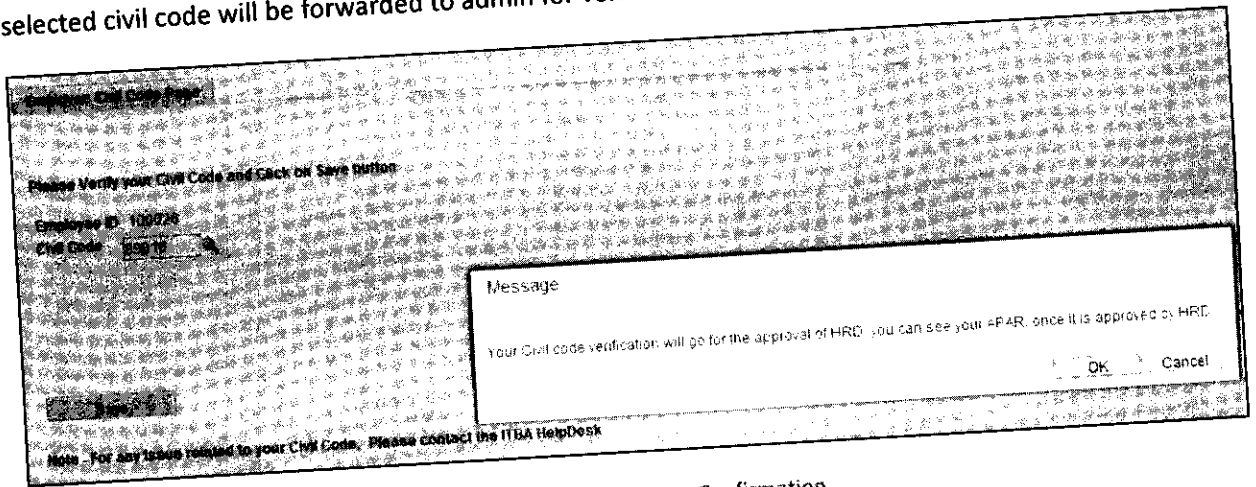 selected civil code will be forwarded to admin for
Employee Civil Code Page
Please Verify your Civil Code and Click on Save button
Employee ID 100026
Civil Code
Message
Your Civil code verification will go for the approval of HRD you can see your APAR, once it is approved by HRD
OK Cancel
Save
Note - For any issue related to your Civil Code, Please contact the ITBA HelpDesk